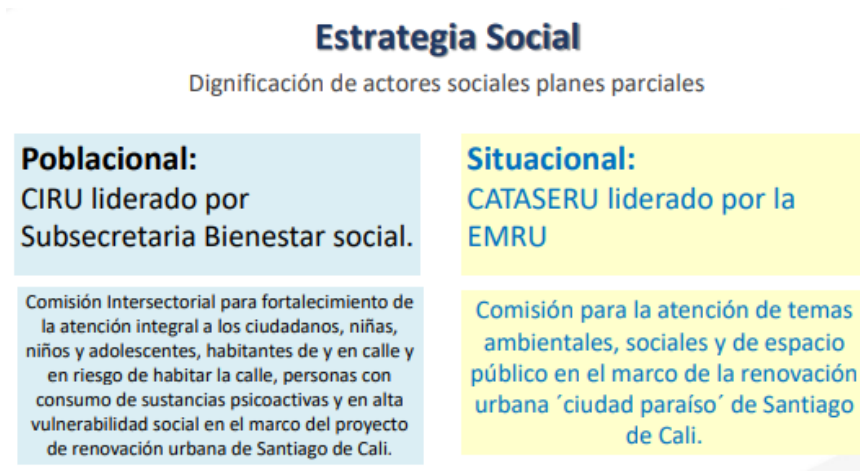 Estrategia Social
Dignificación de actores sociales planes parciales
Poblacional:
CIRU liderado por
Subsecretaria Bienestar social.
Comisión Intersectorial para fortalecimiento de
la atención integral a los ciudadanos, niñas,
niños y adolescentes, habitantes de y en calle y
en riesgo de habitar la calle, personas con
consumo de sustancias psicoactivas y en alta
vulnerabilidad social en el marco del proyecto
de renovación urbana de Santiago de Cali.
Situacional:
CATASERU liderado por la
EMRU
Comisión para la atención de temas
ambientales, sociales y de espacio
público en el marco de la renovación
urbana ´ciudad paraíso´ de Santiago
de Cali.